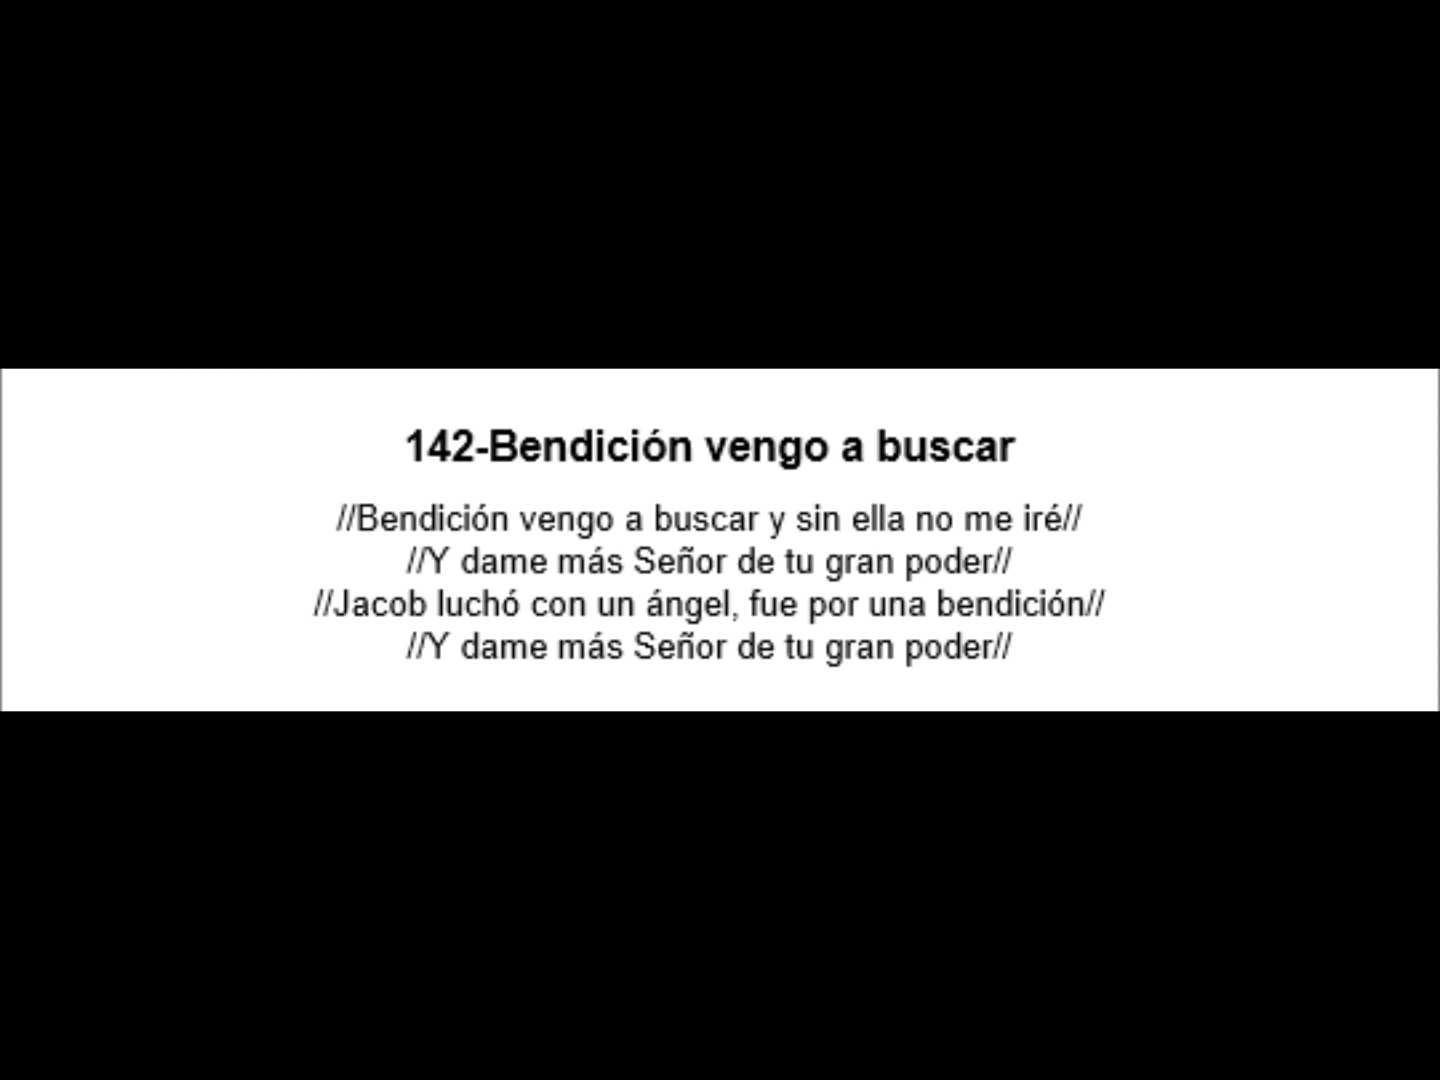 142-Bendición vengo a buscar
//Bendición vengo a buscar y sin ella no me iré//
//Y dame más Señor de tu gran poder//
//Jacob luchó con un ángel, fue por una bendición//
//Y dame más Señor de tu gran poder//